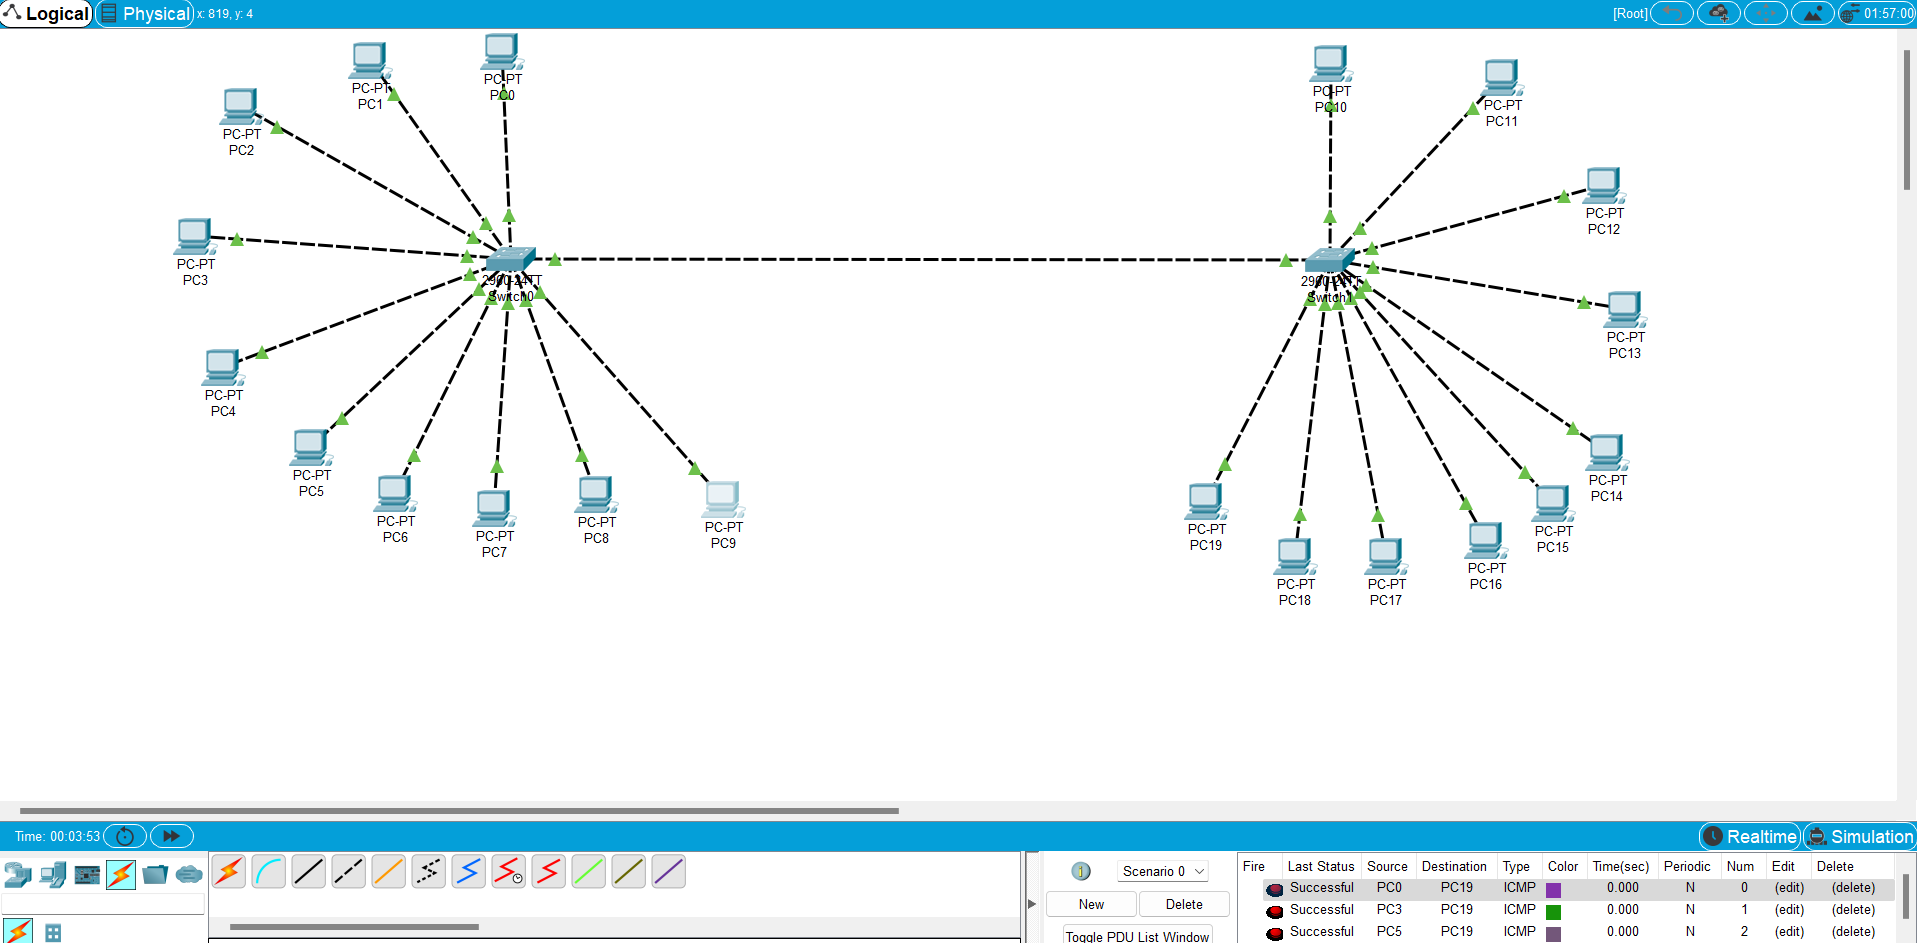 Logical Physical x: 819, y: 4 [Root] 01:57:00
PC-PT
PC0
PC-PT
PC1
PC-PT
PC2
PC-PT
PC3
PC-PT
PC4
PC-PT
PC5
PC-PT
PC6
PC-PT
PC7
PC-PT
PC8
PC-PT
PC9
2960-24TT
Switch0
PC-PT
PC10
PC-PT
PC11
PC-PT
PC12
PC-PT
PC13
PC-PT
PC14
PC-PT
PC15
PC-PT
PC16
PC-PT
PC17
PC-PT
PC18
PC-PT
PC19
2960-24TT
Switch1
Time: 00:03:53 Realtime Simulation
Scenario 0
New Delete
Toggle PDU List Window
Fire Last Status Source Destination Type Color Time(sec) Periodic Num Edit Delete
Successful PC0 PC19 ICMP 0.000 N 0 (edit) (delete)
Successful PC3 PC19 ICMP 0.000 N 1 (edit) (delete)
Successful PC5 PC19 ICMP 0.000 N 2 (edit) (delete)